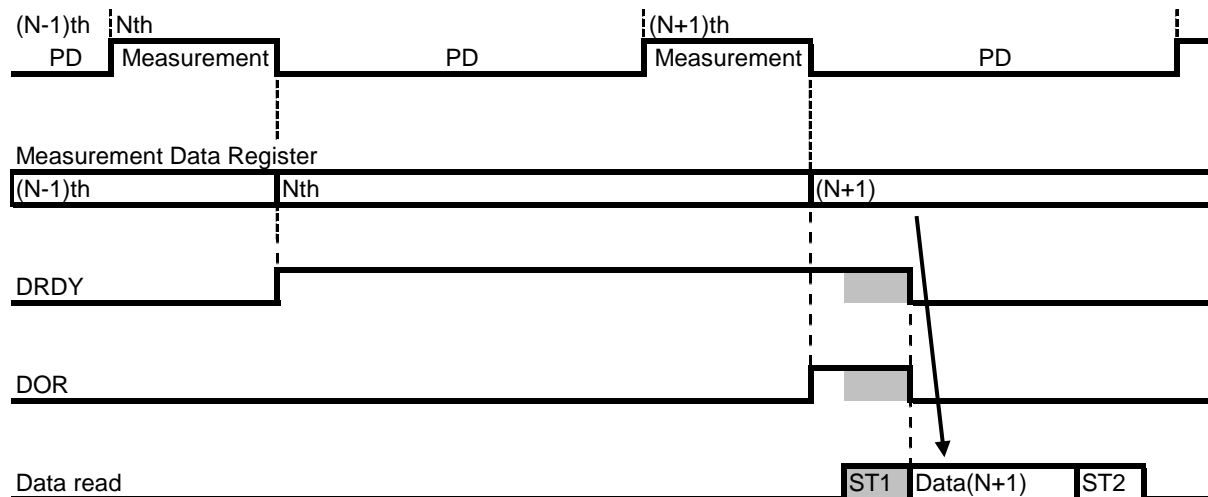 (N-1)th Nth (N+1)th
PD Measurement PD Measurement PD
Measurement Data Register
(N-1)th Nth (N+1)
DRDY
DOR
Data read ST1 Data(N+1) ST2